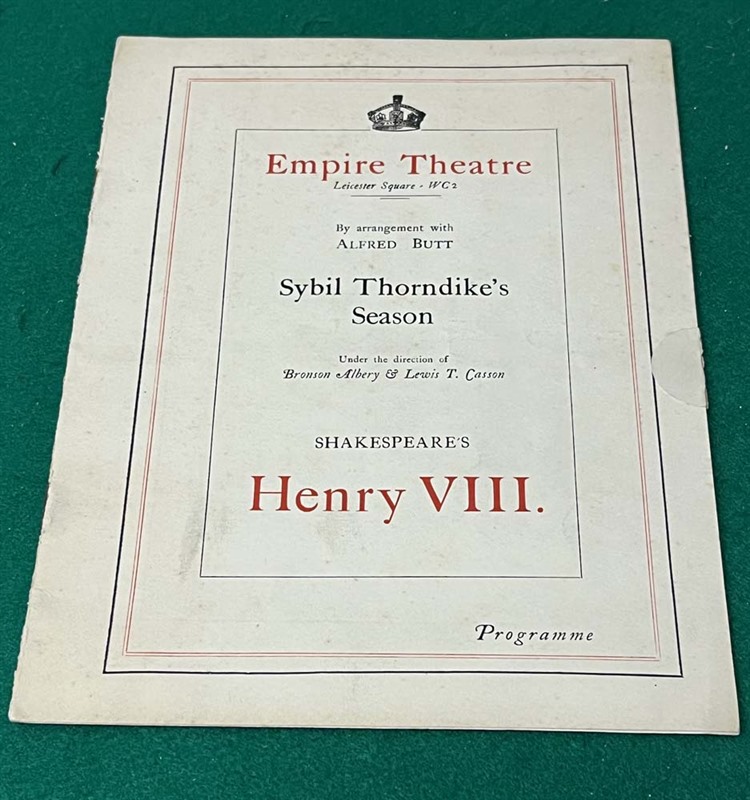 Empire Theatre
Leicester Square - WC2
By arrangement with
ALFRED BUTT
Sybil Thorndike's
Season
Under the direction of
Bronson Albery & Lewis T. Casson
SHAKESPEARE'S
Henry VIII.
Programme